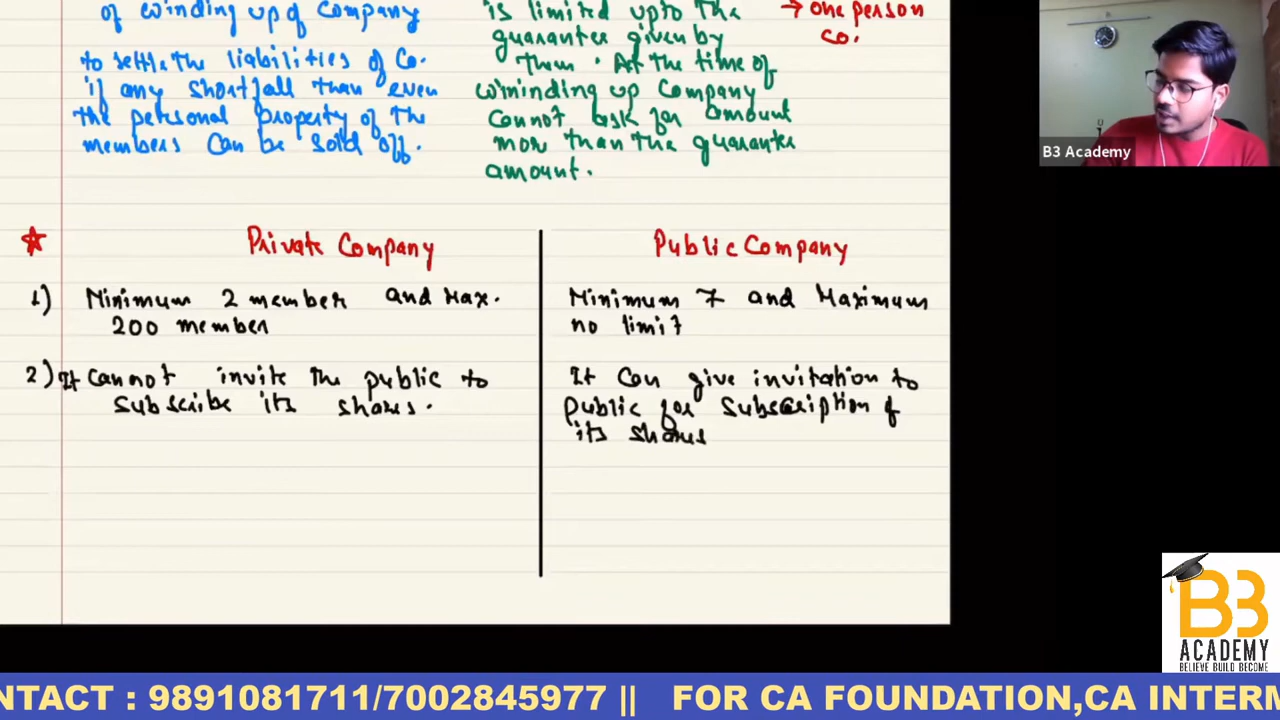 of winding up of Company
to settle the liabilities of Co.
if any shortfall than even
the personal property of the
members can be sold off.
is limited upto the
guarantee given by
them. At the time of
winding up Company
cannot ask for amount
more than the guarantee
amount.
→ one person
co.
B3 Academy
☆ Private Company
1) Minimum 2 member and Max.
200 member
2) It cannot invite the public to
subscribe its shares.
Public Company
Minimum 7 and Maximum
no limit
It can give invitation to
public for subscription of
its shares
B3
ACADEMY
BELIEVE BUILD BECOME
NTACT : 9891081711/7002845977 || FOR CA FOUNDATION,CA INTERM